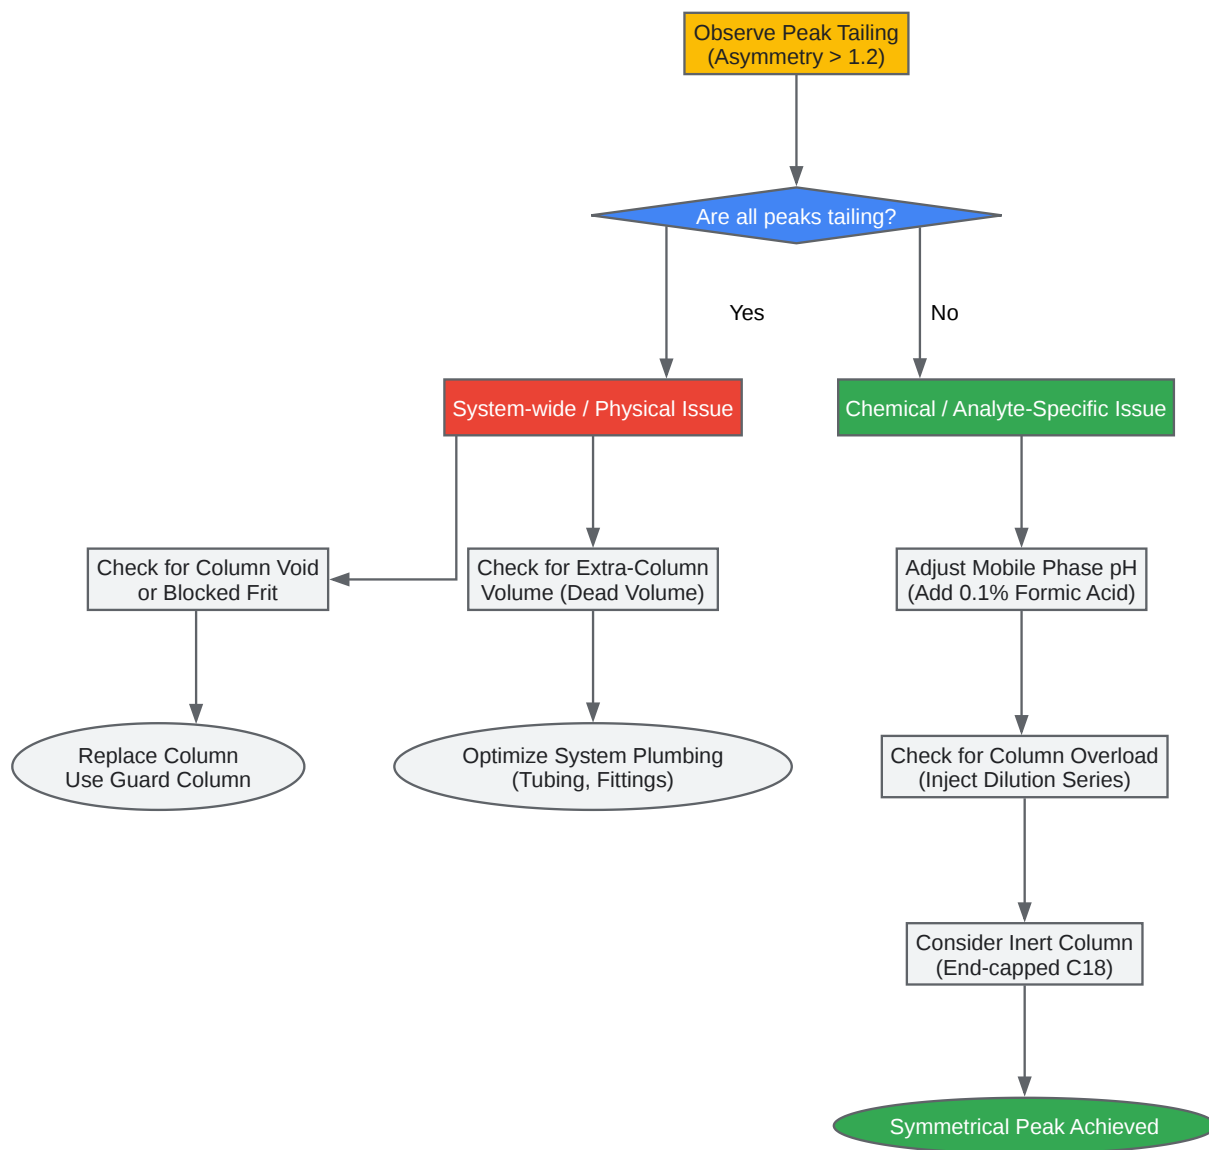 Observe Peak Tailing
(Asymmetry > 1.2)
Are all peaks tailing?
Yes
No
System-wide / Physical Issue
Chemical / Analyte-Specific Issue
Check for Column Void
or Blocked Frit
Check for Extra-Column
Volume (Dead Volume)
Adjust Mobile Phase pH
(Add 0.1% Formic Acid)
Replace Column
Use Guard Column
Optimize System Plumbing
(Tubing, Fittings)
Check for Column Overload
(Inject Dilution Series)
Consider Inert Column
(End-capped C18)
Symmetrical Peak Achieved